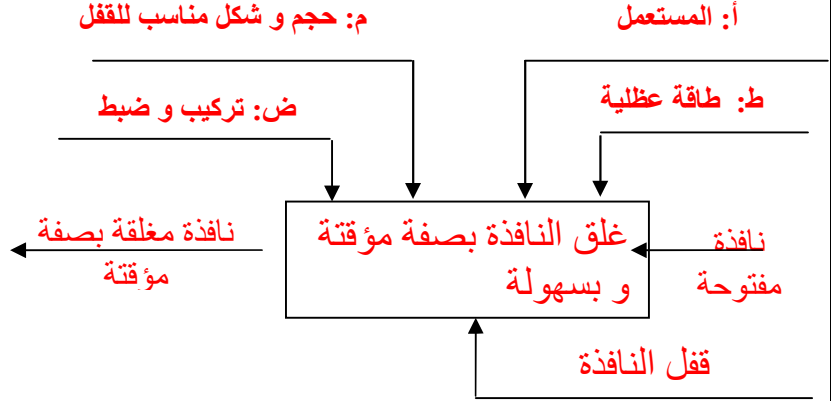 أ: المستعمل
م: حجم و شكل مناسب للقفل
ط: طاقة عظلية
ض: تركيب و ضبط
غلق النافذة بصفة مؤقتة
و بسهولة
نافذة
مفتوحة
نافذة مغلقة بصفة
مؤقتة
قفل النافذة